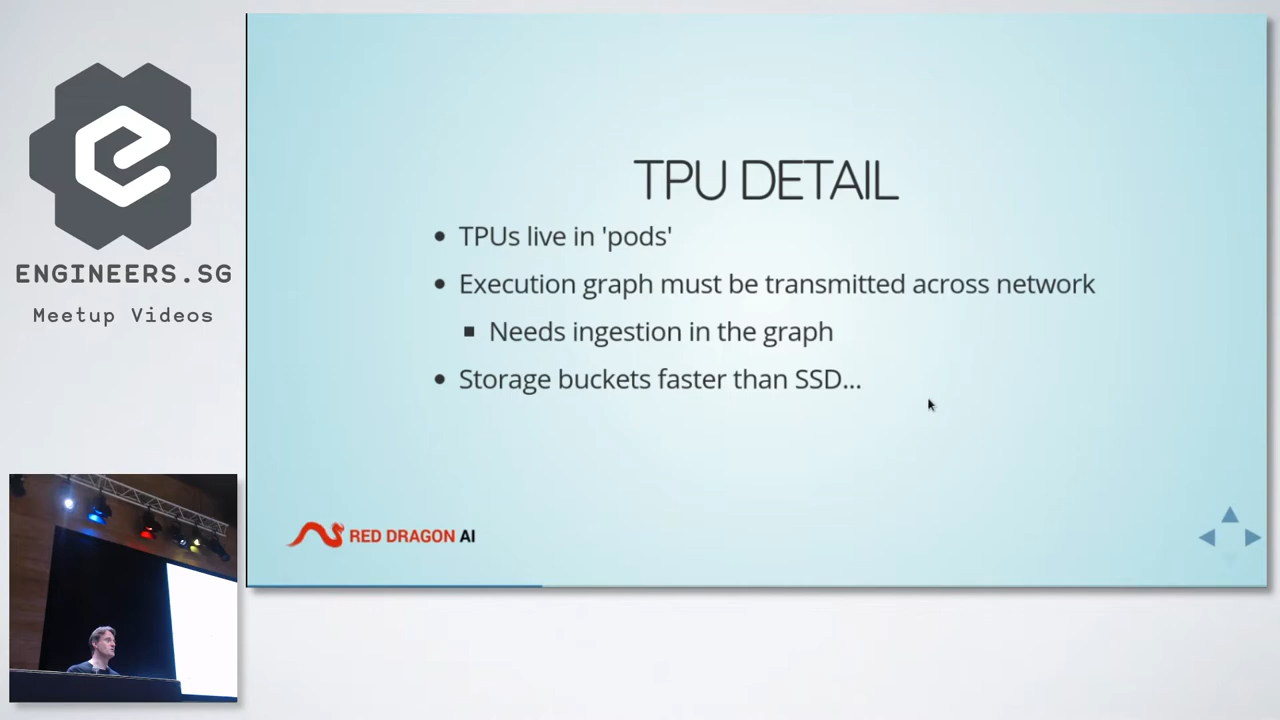 ENGINEERS.SG
Meetup Videos
TPU DETAIL
• TPUs live in 'pods'
• Execution graph must be transmitted across network
▪ Needs ingestion in the graph
• Storage buckets faster than SSD...
RED DRAGON AI